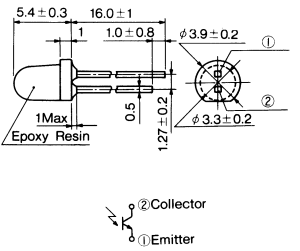 5.4±0.3
16.0±1
1
1.0±0.8
ϕ3.9±0.2
①
②
ϕ3.3±0.2
0.5
1.27±0.2
1Max
Epoxy Resin
②Collector
①Emitter